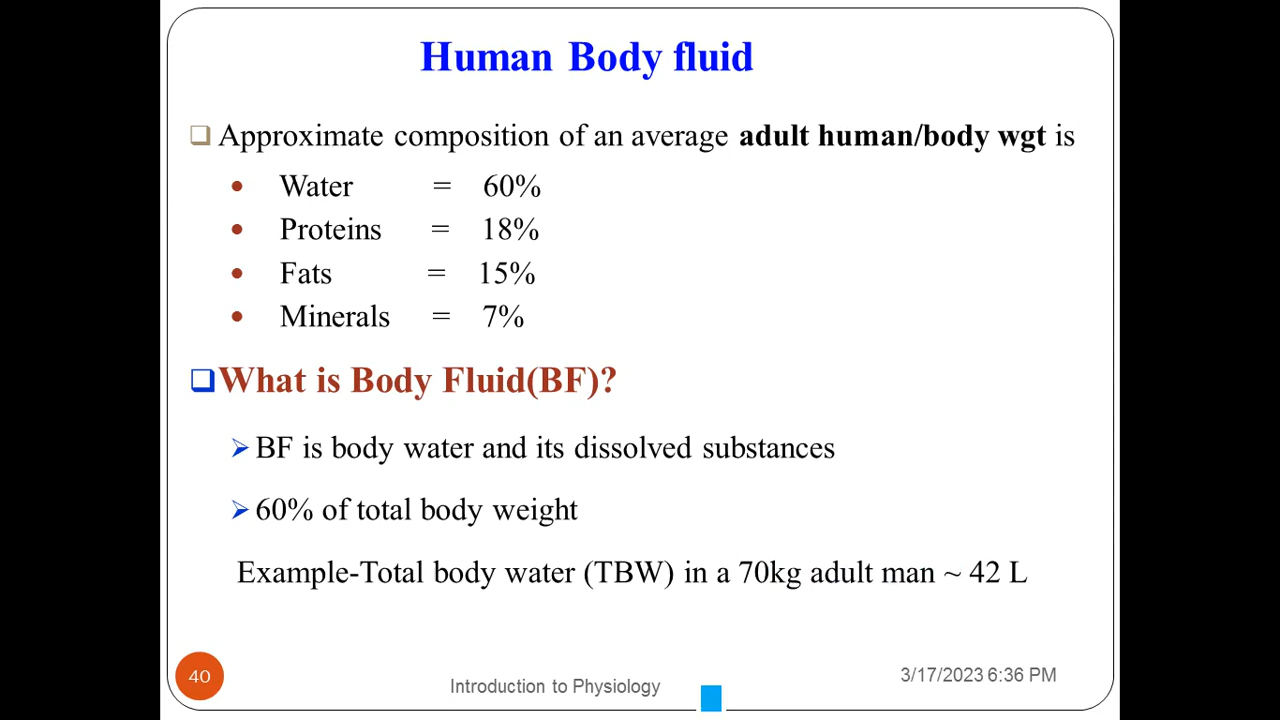 Human Body fluid
Approximate composition of an average adult human/body wgt is
Water = 60%
Proteins = 18%
Fats = 15%
Minerals = 7%
What is Body Fluid(BF)?
BF is body water and its dissolved substances
60% of total body weight
Example-Total body water (TBW) in a 70kg adult man ~ 42 L
40
Introduction to Physiology
3/17/2023 6:36 PM